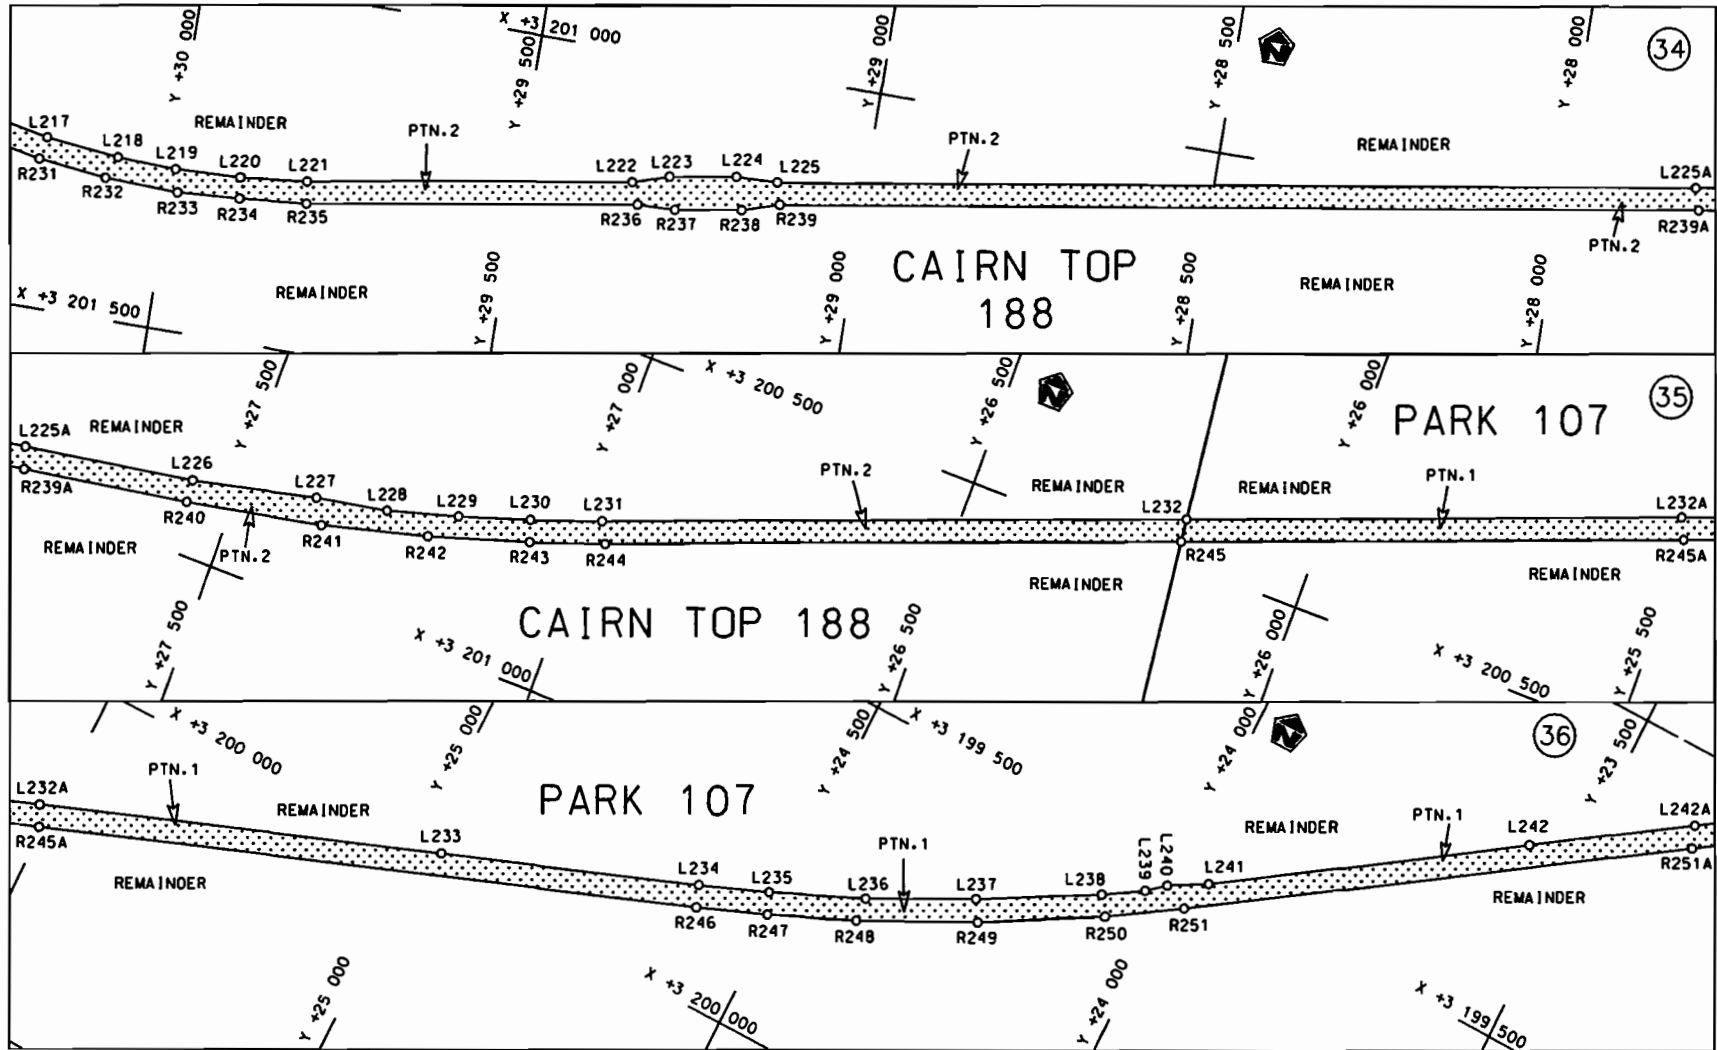 Y +30 000
X +3 201 000
Y +29 500
Y +29 000
Y +28 500
N
Y +28 000
34
L217
REMAINDER
L218
L219
L220
L221
PTN.2
L222
L223
L224
L225
PTN.2
REMAINDER
L225A
R231
R232
R233
R234
R235
R236
R237
R238
R239
R239A
PTN.2
X +3 201 500
REMAINDER
Y +29 500
Y +29 000
CAIRN TOP
188
Y +28 500
REMAINDER
Y +28 000
Y +27 500
Y +27 000
X +3 200 500
Y +26 500
N
Y +26 000
PARK 107
35
L225A
REMAINDER
L226
L227
L228
L229
L230
L231
PTN.2
REMAINDER
L232
REMAINDER
PTN.1
L232A
R239A
R240
R241
R242
R243
R244
R245
R245A
REMAINDER
PTN.2
REMAINDER
REMAINDER
Y +27 500
X +3 201 000
CAIRN TOP 188
Y +26 500
Y +26 000
X +3 200 500
Y +25 500
X +3 200 000
Y +25 000
Y +24 500
X +3 199 500
Y +24 000
N
36
Y +23 500
L232A
PTN.1
REMAINDER
PARK 107
L233
L234
L235
L236
PTN.1
L237
L238
L239
L240
L241
REMAINDER
PTN.1
L242
L242A
R245A
REMAINDER
R246
R247
R248
R249
R250
R251
REMAINDER
R251A
Y +25 000
X +3 200 000
Y +24 000
X +3 199 500